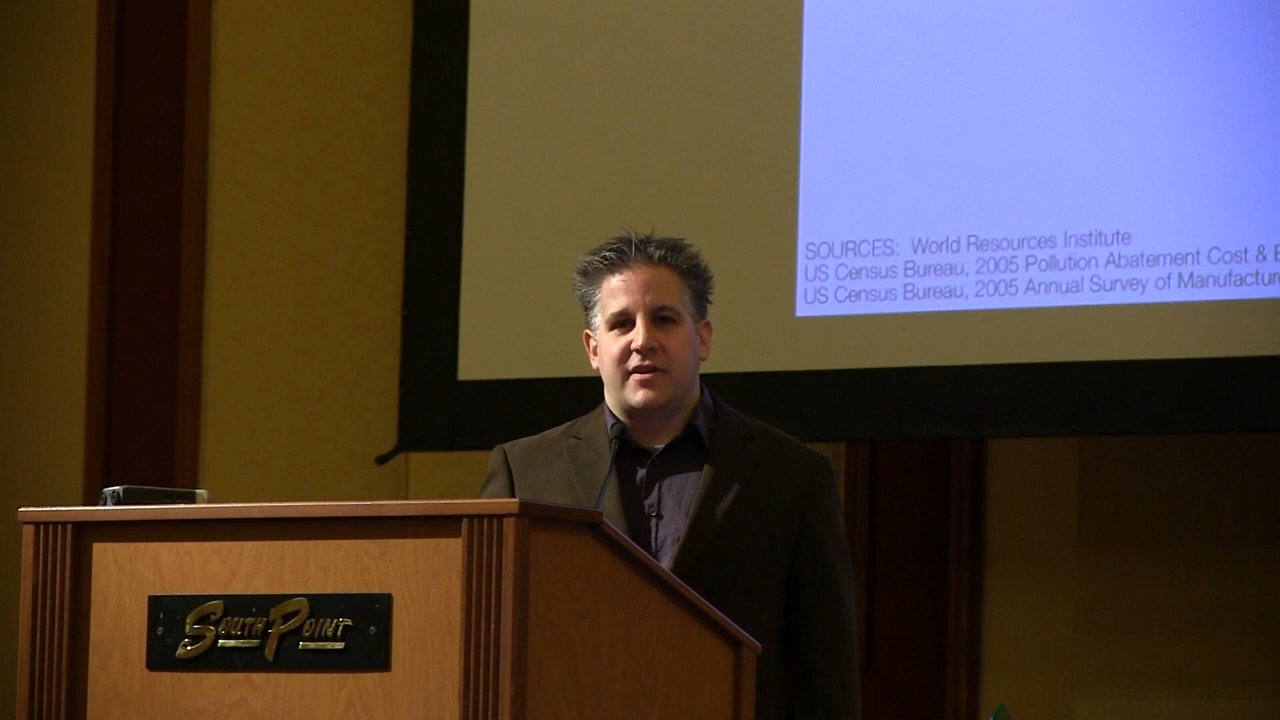 SOURCES: World Resources Institute
US Census Bureau, 2005 Pollution Abatement Cost &
US Census Bureau, 2005 Annual Survey of
SOUTH POINT